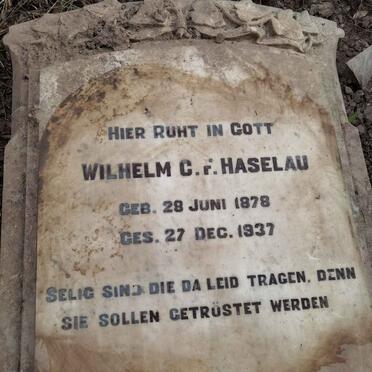 HIER RUHT IN GOTT
WILHELM C. F. HASELAU
GEB. 28 JUNI 1878
GES. 27 DEC. 1937
SELIG SIND DIE DA LEID TRAGEN, DENN
SIE SOLLEN GETRÜSTET WERDEN